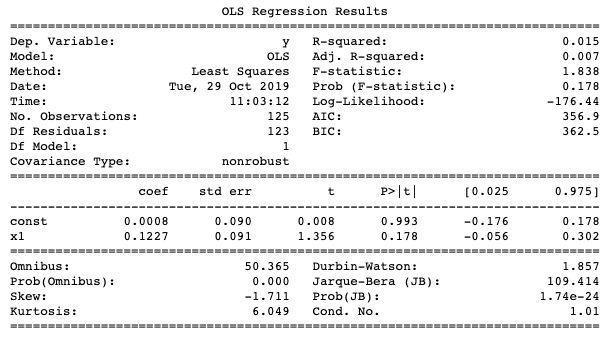 OLS Regression Results
==============================================================================
Dep. Variable:                      y   R-squared:                       0.015
Model:                            OLS   Adj. R-squared:                  0.007
Method:                 Least Squares   F-statistic:                     1.838
Date:                Tue, 29 Oct 2019   Prob (F-statistic):              0.178
Time:                        11:03:12   Log-Likelihood:                -176.44
No. Observations:                 125   AIC:                             356.9
Df Residuals:                     123   BIC:                             362.5
Df Model:                           1
Covariance Type:            nonrobust
==============================================================================
coef    std err          t      P>|t|      [0.025      0.975]
------------------------------------------------------------------------------
const          0.0008      0.090      0.008      0.993      -0.176       0.178
x1             0.1227      0.091      1.356      0.178      -0.056       0.302
==============================================================================
Omnibus:                       50.365   Durbin-Watson:                   1.857
Prob(Omnibus):                  0.000   Jarque-Bera (JB):              109.414
Skew:                          -1.711   Prob(JB):                     1.74e-24
Kurtosis:                       6.049   Cond. No.                         1.01
==============================================================================